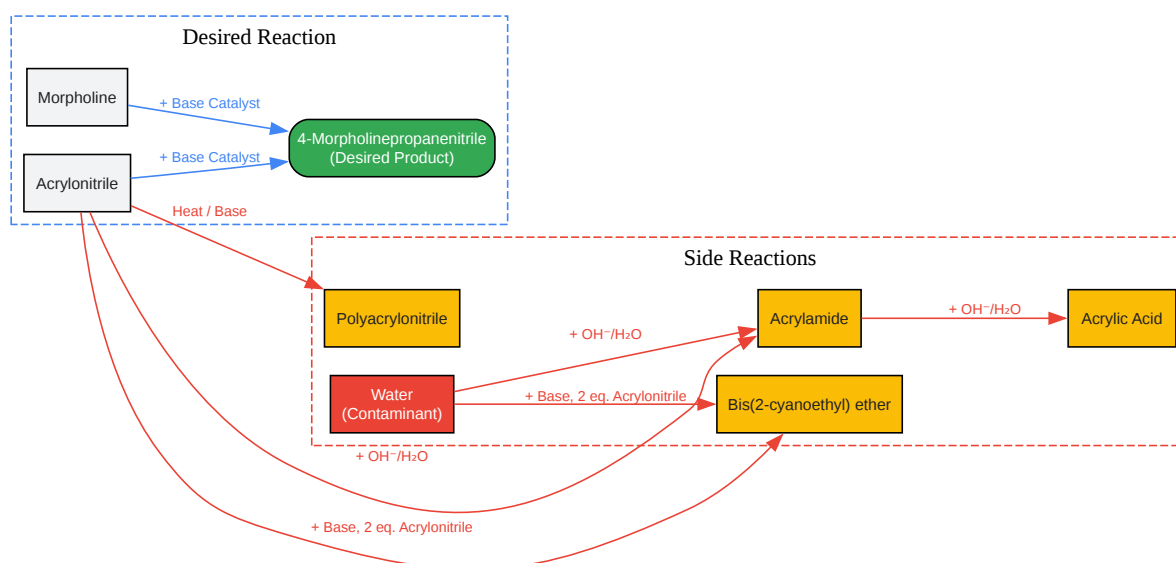 Desired Reaction
Morpholine
+ Base Catalyst
4-Morpholinepropanenitrile
(Desired Product)
+ Base Catalyst
Acrylonitrile
Heat / Base
Side Reactions
Polyacrylonitrile
+ OH⁻/H₂O
Acrylamide
+ OH⁻/H₂O
Acrylic Acid
Water
(Contaminant)
+ Base, 2 eq. Acrylonitrile
Bis(2-cyanoethyl) ether
+ OH⁻/H₂O
+ Base, 2 eq. Acrylonitrile